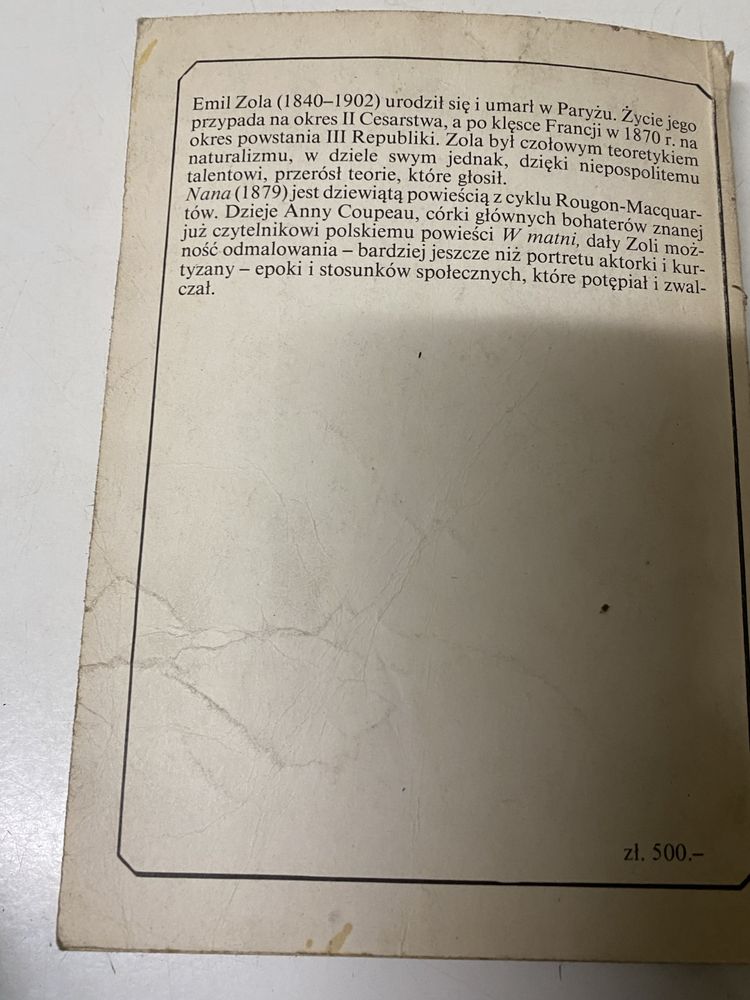 Emil Zola (1840–1902) urodził się i umarł w Paryżu. Życie jego
przypada na okres II Cesarstwa, a po klęsce Francji w 1870 r. na
okres powstania III Republiki. Zola był czołowym teoretykiem
naturalizmu, w dziele swym jednak, dzięki niepospolitemu
talentowi, przerósł teorie, które głosił.
Nana (1879) jest dziewiątą powieścią z cyklu Rougon-Macquar-
tów. Dzieje Anny Coupeau, córki głównych bohaterów znanej
już czytelnikowi polskiemu powieści W matni, dały Zoli moż-
ność odmalowania – bardziej jeszcze niż portretu aktorki i kur-
tyzany – epoki i stosunków społecznych, które potępiał i zwal-
czał.
zł. 500.–